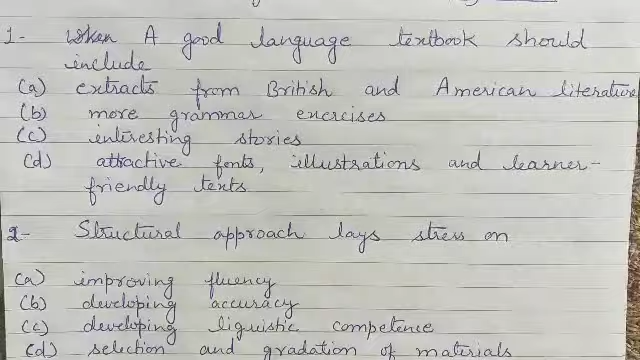 1- When A good language textbook should
include
(a) extracts from British and American literature
(b) more grammar exercises
(c) interesting stories
(d) attractive fonts, illustrations and learner-
friendly texts
2- Structural approach lays stress on
(a) improving fluency
(b) developing accuracy
(c) developing liguistic competence
(d) selection and gradation of materials